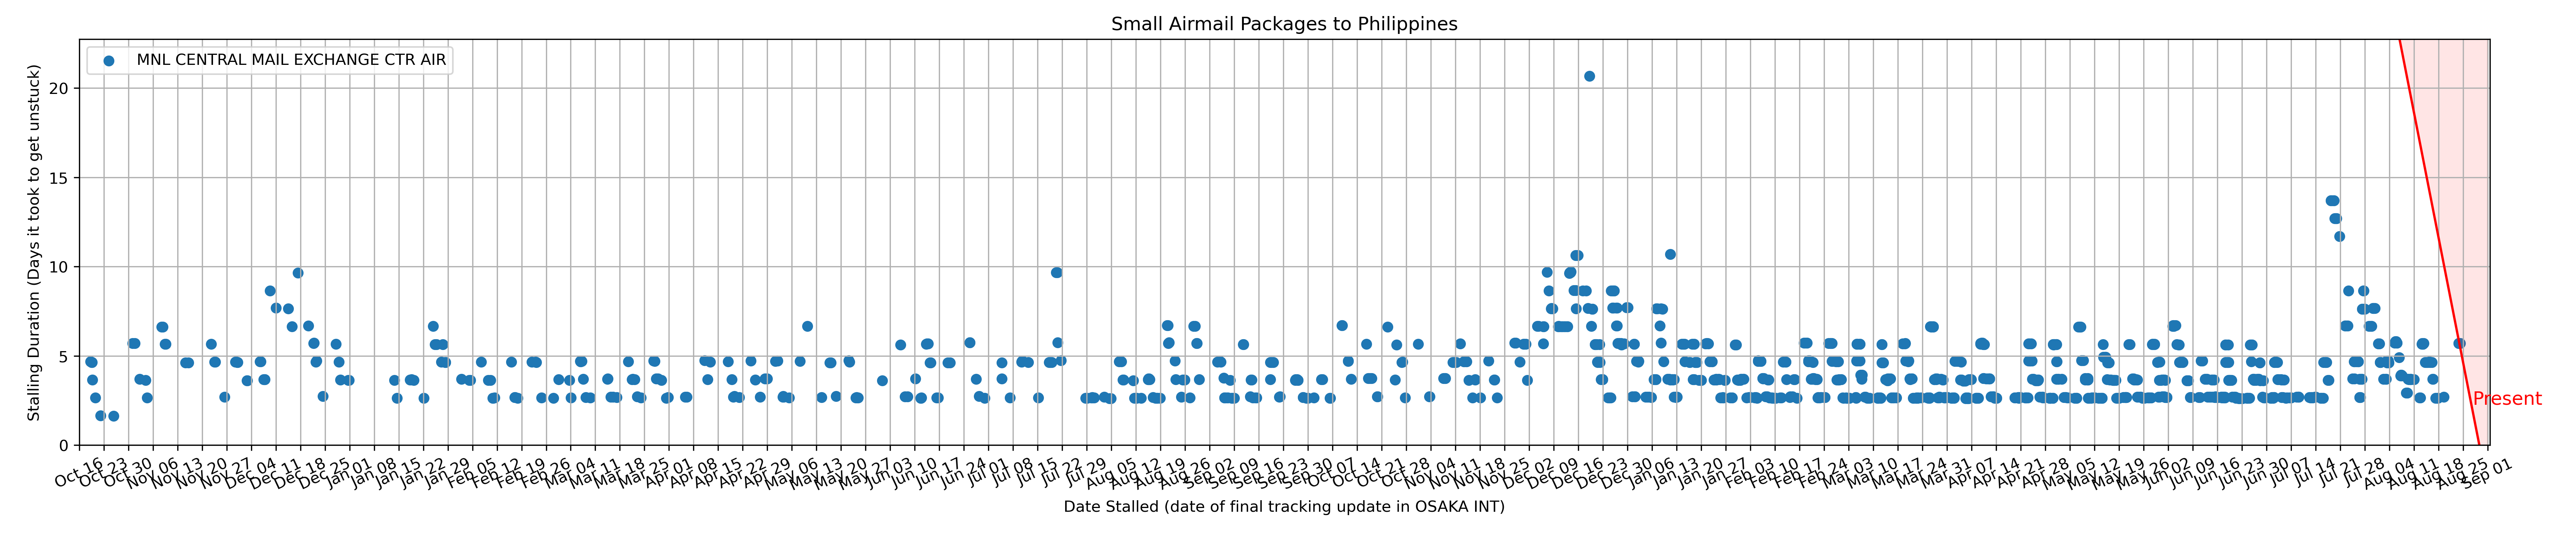 Small Airmail Packages to Philippines
MNL CENTRAL MAIL EXCHANGE CTR AIR
Stalling Duration (Days it took to get unstuck)
20
15
10
5
0
Present
Oct 16
Oct 23
Oct 30
Nov 06
Nov 13
Nov 20
Nov 27
Dec 04
Dec 11
Dec 18
Dec 25
Jan 01
Jan 08
Jan 15
Jan 22
Jan 29
Feb 05
Feb 12
Feb 19
Feb 26
Mar 04
Mar 11
Mar 18
Mar 25
Apr 01
Apr 08
Apr 15
Apr 22
Apr 29
May 06
May 13
May 20
May 27
Jun 03
Jun 10
Jun 17
Jun 24
Jul 01
Jul 08
Jul 15
Jul 22
Jul 29
Aug 05
Aug 12
Aug 19
Aug 26
Sep 02
Sep 09
Sep 16
Sep 23
Sep 30
Oct 07
Oct 14
Oct 21
Oct 28
Nov 04
Nov 11
Nov 18
Nov 25
Dec 02
Dec 09
Dec 16
Dec 23
Dec 30
Jan 06
Jan 13
Jan 20
Jan 27
Feb 03
Feb 10
Feb 17
Feb 24
Mar 03
Mar 10
Mar 17
Mar 24
Mar 31
Apr 07
Apr 14
Apr 21
Apr 28
May 05
May 12
May 19
May 26
Jun 02
Jun 09
Jun 16
Jun 23
Jun 30
Jul 07
Jul 14
Jul 21
Jul 28
Aug 04
Aug 11
Aug 18
Aug 25
Sep 01
Date Stalled (date of final tracking update in OSAKA INT)